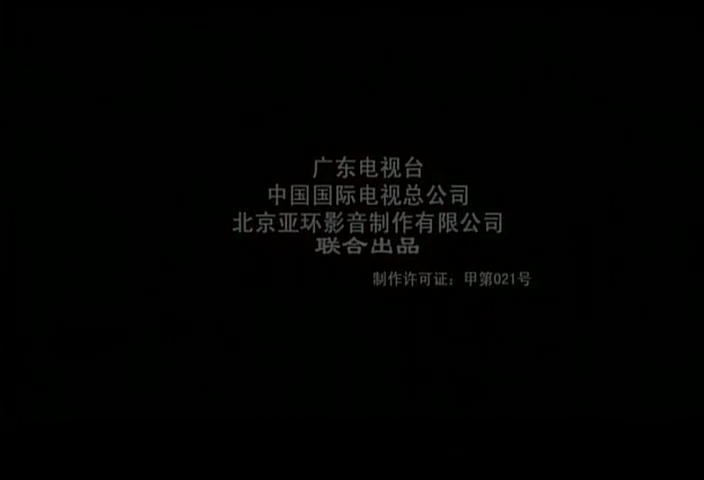 广东电视台
中国国际电视总公司
北京亚环影音制作有限公司
联合出品
制作许可证：甲第021号